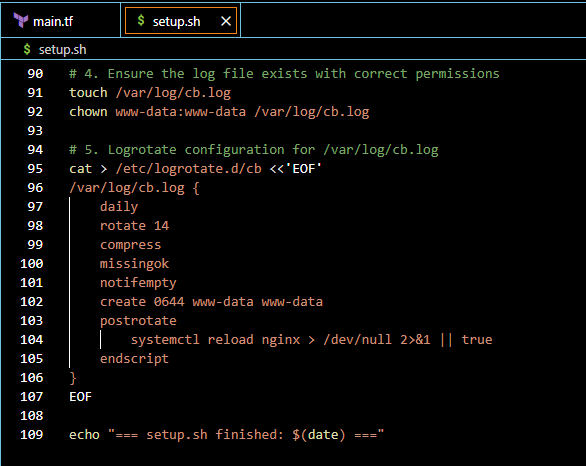 main.tf
$ setup.sh ×
$ setup.sh
90 # 4. Ensure the log file exists with correct permissions
91 touch /var/log/cb.log
92 chown www-data:www-data /var/log/cb.log
93
94 # 5. Logrotate configuration for /var/log/cb.log
95 cat > /etc/logrotate.d/cb <<'EOF'
96 /var/log/cb.log {
97     daily
98     rotate 14
99     compress
100     missingok
101     notifempty
102     create 0644 www-data www-data
103     postrotate
104         systemctl reload nginx > /dev/null 2>&1 || true
105     endscript
106 }
107 EOF
108
109 echo "=== setup.sh finished: $(date) ==="